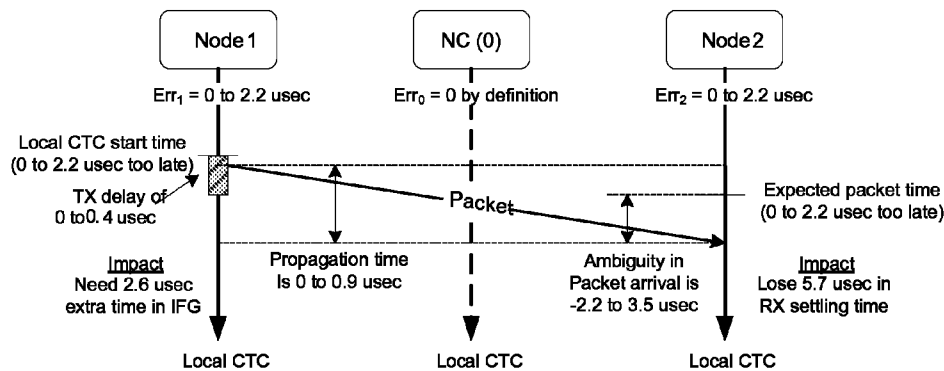 Node 1
NC (0)
Node 2
Err1 = 0 to 2.2 usec
Err0 = 0 by definition
Err2 = 0 to 2.2 usec
Local CTC start time
(0 to 2.2 usec too late)
TX delay of
0 to 0.4 usec
Packet
Expected packet time
(0 to 2.2 usec too late)
Impact
Need 2.6 usec
extra time in IFG
Propagation time
Is 0 to 0.9 usec
Ambiguity in
Packet arrival is
-2.2 to 3.5 usec
Impact
Lose 5.7 usec in
RX settling time
Local CTC
Local CTC
Local CTC